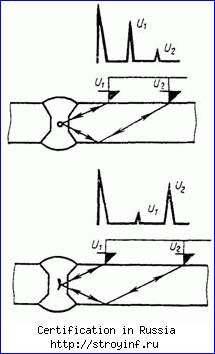 U₁
U₂
U₁ U₂
U₂
U₁
U₁ U₂
Certification in Russia
http://stroyinf.ru